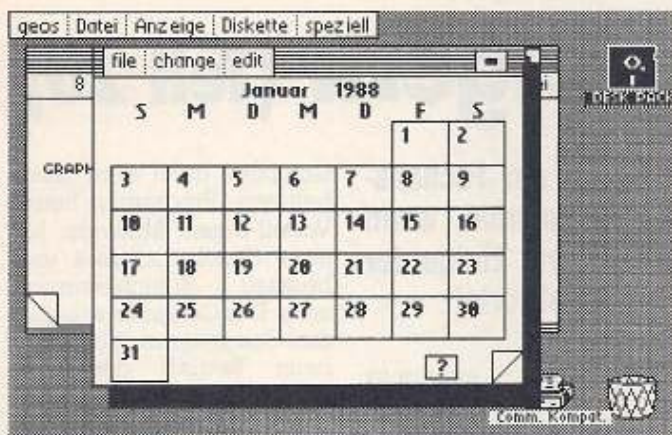 geos Datei Anzeige Diskette speziell
file change edit
8
Januar 1988
S M D M D F S
1 2
GRAPH
3 4 5 6 7 8 9
10 11 12 13 14 15 16
17 18 19 20 21 22 23
24 25 26 27 28 29 30
31
?
DESK PACK
Comm. Kompat.